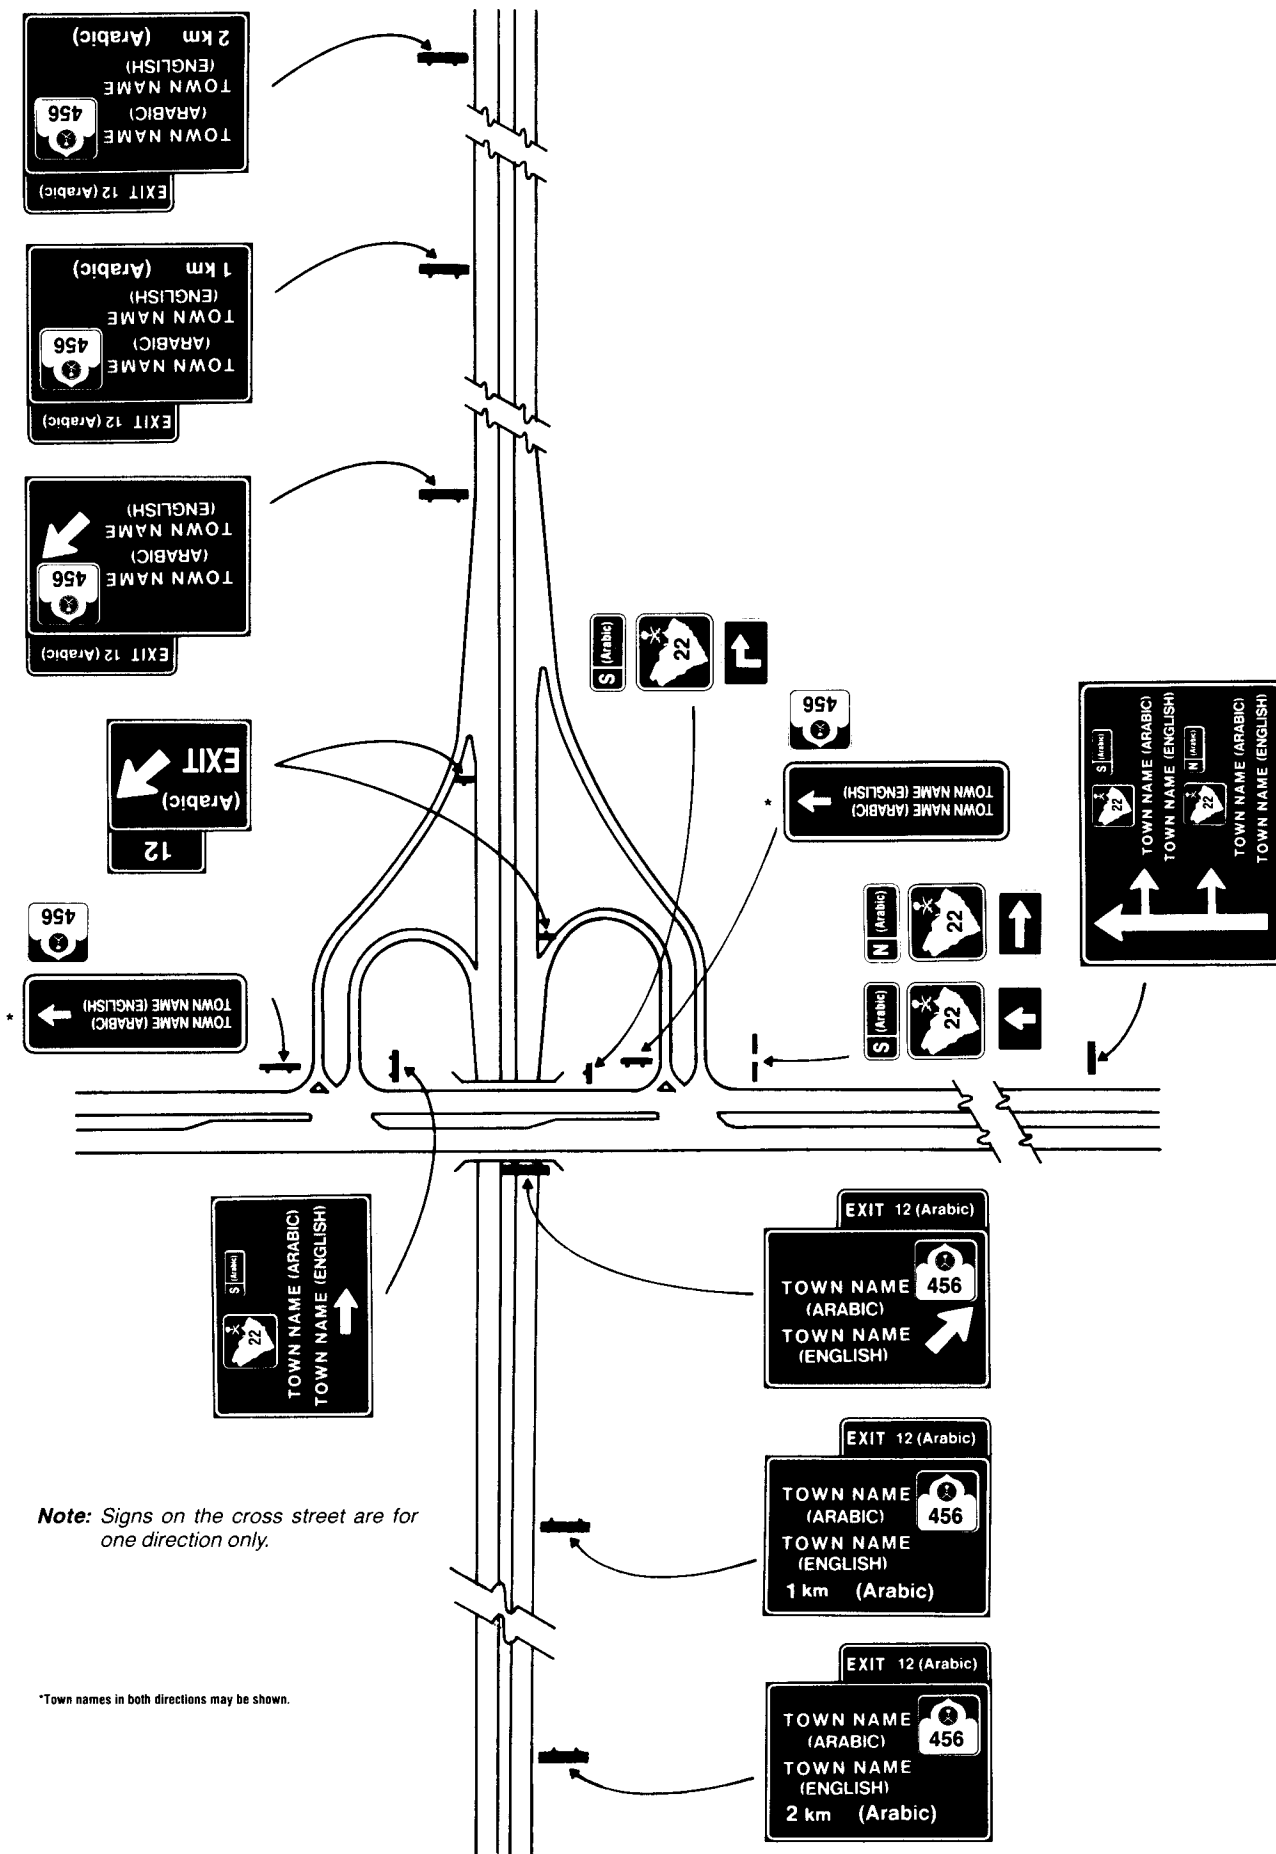 2 km (Arabic)
(ENGLISH)
TOWN NAME
(ARABIC)
TOWN NAME
456
EXIT 12 (Arabic)
1 km (Arabic)
(ENGLISH)
TOWN NAME
(ARABIC)
TOWN NAME
456
EXIT 12 (Arabic)
(ENGLISH)
TOWN NAME
(ARABIC)
TOWN NAME
456
EXIT 12 (Arabic)
EXIT
(Arabic)
12
456
TOWN NAME (ARABIC)
TOWN NAME (ENGLISH)
*
S (Arabic)
22
456
TOWN NAME (ARABIC)
TOWN NAME (ENGLISH)
*
N (Arabic)
22
S (Arabic)
22
S (Arabic)
22
TOWN NAME (ARABIC)
TOWN NAME (ENGLISH)
N (Arabic)
22
TOWN NAME (ARABIC)
TOWN NAME (ENGLISH)
S (Arabic)
22
TOWN NAME (ARABIC)
TOWN NAME (ENGLISH)
EXIT 12 (Arabic)
456
TOWN NAME
(ARABIC)
TOWN NAME
(ENGLISH)
EXIT 12 (Arabic)
TOWN NAME
(ARABIC)
456
TOWN NAME
(ENGLISH)
1 km (Arabic)
EXIT 12 (Arabic)
TOWN NAME
(ARABIC)
456
TOWN NAME
(ENGLISH)
2 km (Arabic)
Note: Signs on the cross street are for
one direction only.
*Town names in both directions may be shown.